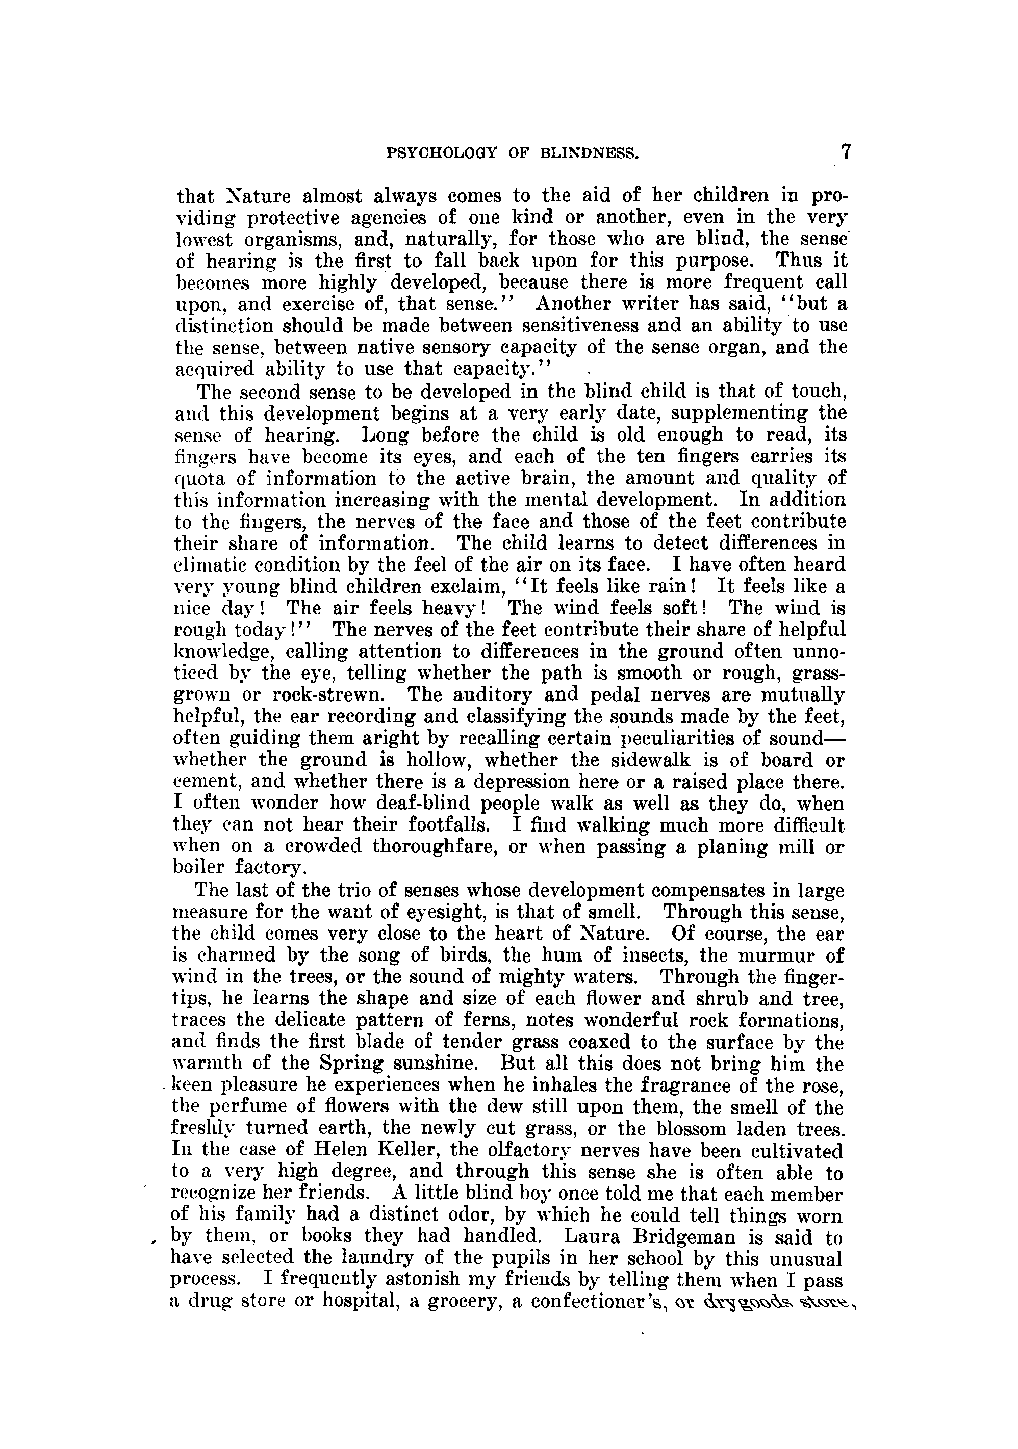 PSYCHOLOGY OF BLINDNESS. 7
that Nature almost always comes to the aid of her children in pro-
viding protective agencies of one kind or another, even in the very
lowest organisms, and, naturally, for those who are blind, the sense
of hearing is the first to fall back upon for this purpose. Thus it
becomes more highly developed, because there is more frequent call
upon, and exercise of, that sense." Another writer has said, "but a
distinction should be made between sensitiveness and an ability to use
the sense, between native sensory capacity of the sense organ, and the
acquired ability to use that capacity."
The second sense to be developed in the blind child is that of touch,
and this development begins at a very early date, supplementing the
sense of hearing. Long before the child is old enough to read, its
fingers have become its eyes, and each of the ten fingers carries its
quota of information to the active brain, the amount and quality of
this information increasing with the mental development. In addition
to the fingers, the nerves of the face and those of the feet contribute
their share of information. The child learns to detect differences in
climatic condition by the feel of the air on its face. I have often heard
very young blind children exclaim, "It feels like rain! It feels like a
nice day! The air feels heavy! The wind feels soft! The wind is
rough today!" The nerves of the feet contribute their share of helpful
knowledge, calling attention to differences in the ground often unno-
ticed by the eye, telling whether the path is smooth or rough, grass-
grown or rock-strewn. The auditory and pedal nerves are mutually
helpful, the ear recording and classifying the sounds made by the feet,
often guiding them aright by recalling certain peculiarities of sound—
whether the ground is hollow, whether the sidewalk is of board or
cement, and whether there is a depression here or a raised place there.
I often wonder how deaf-blind people walk as well as they do, when
they can not hear their footfalls. I find walking much more difficult
when on a crowded thoroughfare, or when passing a planing mill or
boiler factory.
The last of the trio of senses whose development compensates in large
measure for the want of eyesight, is that of smell. Through this sense,
the child comes very close to the heart of Nature. Of course, the ear
is charmed by the song of birds, the hum of insects, the murmur of
wind in the trees, or the sound of mighty waters. Through the finger-
tips, he learns the shape and size of each flower and shrub and tree,
traces the delicate pattern of ferns, notes wonderful rock formations,
and finds the first blade of tender grass coaxed to the surface by the
warmth of the Spring sunshine. But all this does not bring him the
keen pleasure he experiences when he inhales the fragrance of the rose,
the perfume of flowers with the dew still upon them, the smell of the
freshly turned earth, the newly cut grass, or the blossom laden trees.
In the case of Helen Keller, the olfactory nerves have been cultivated
to a very high degree, and through this sense she is often able to
recognize her friends. A little blind boy once told me that each member
of his family had a distinct odor, by which he could tell things worn
by them, or books they had handled. Laura Bridgeman is said to
have selected the laundry of the pupils in her school by this unusual
process. I frequently astonish my friends by telling them when I pass
a drug store or hospital, a grocery, a confectioner's, or drygoods store,